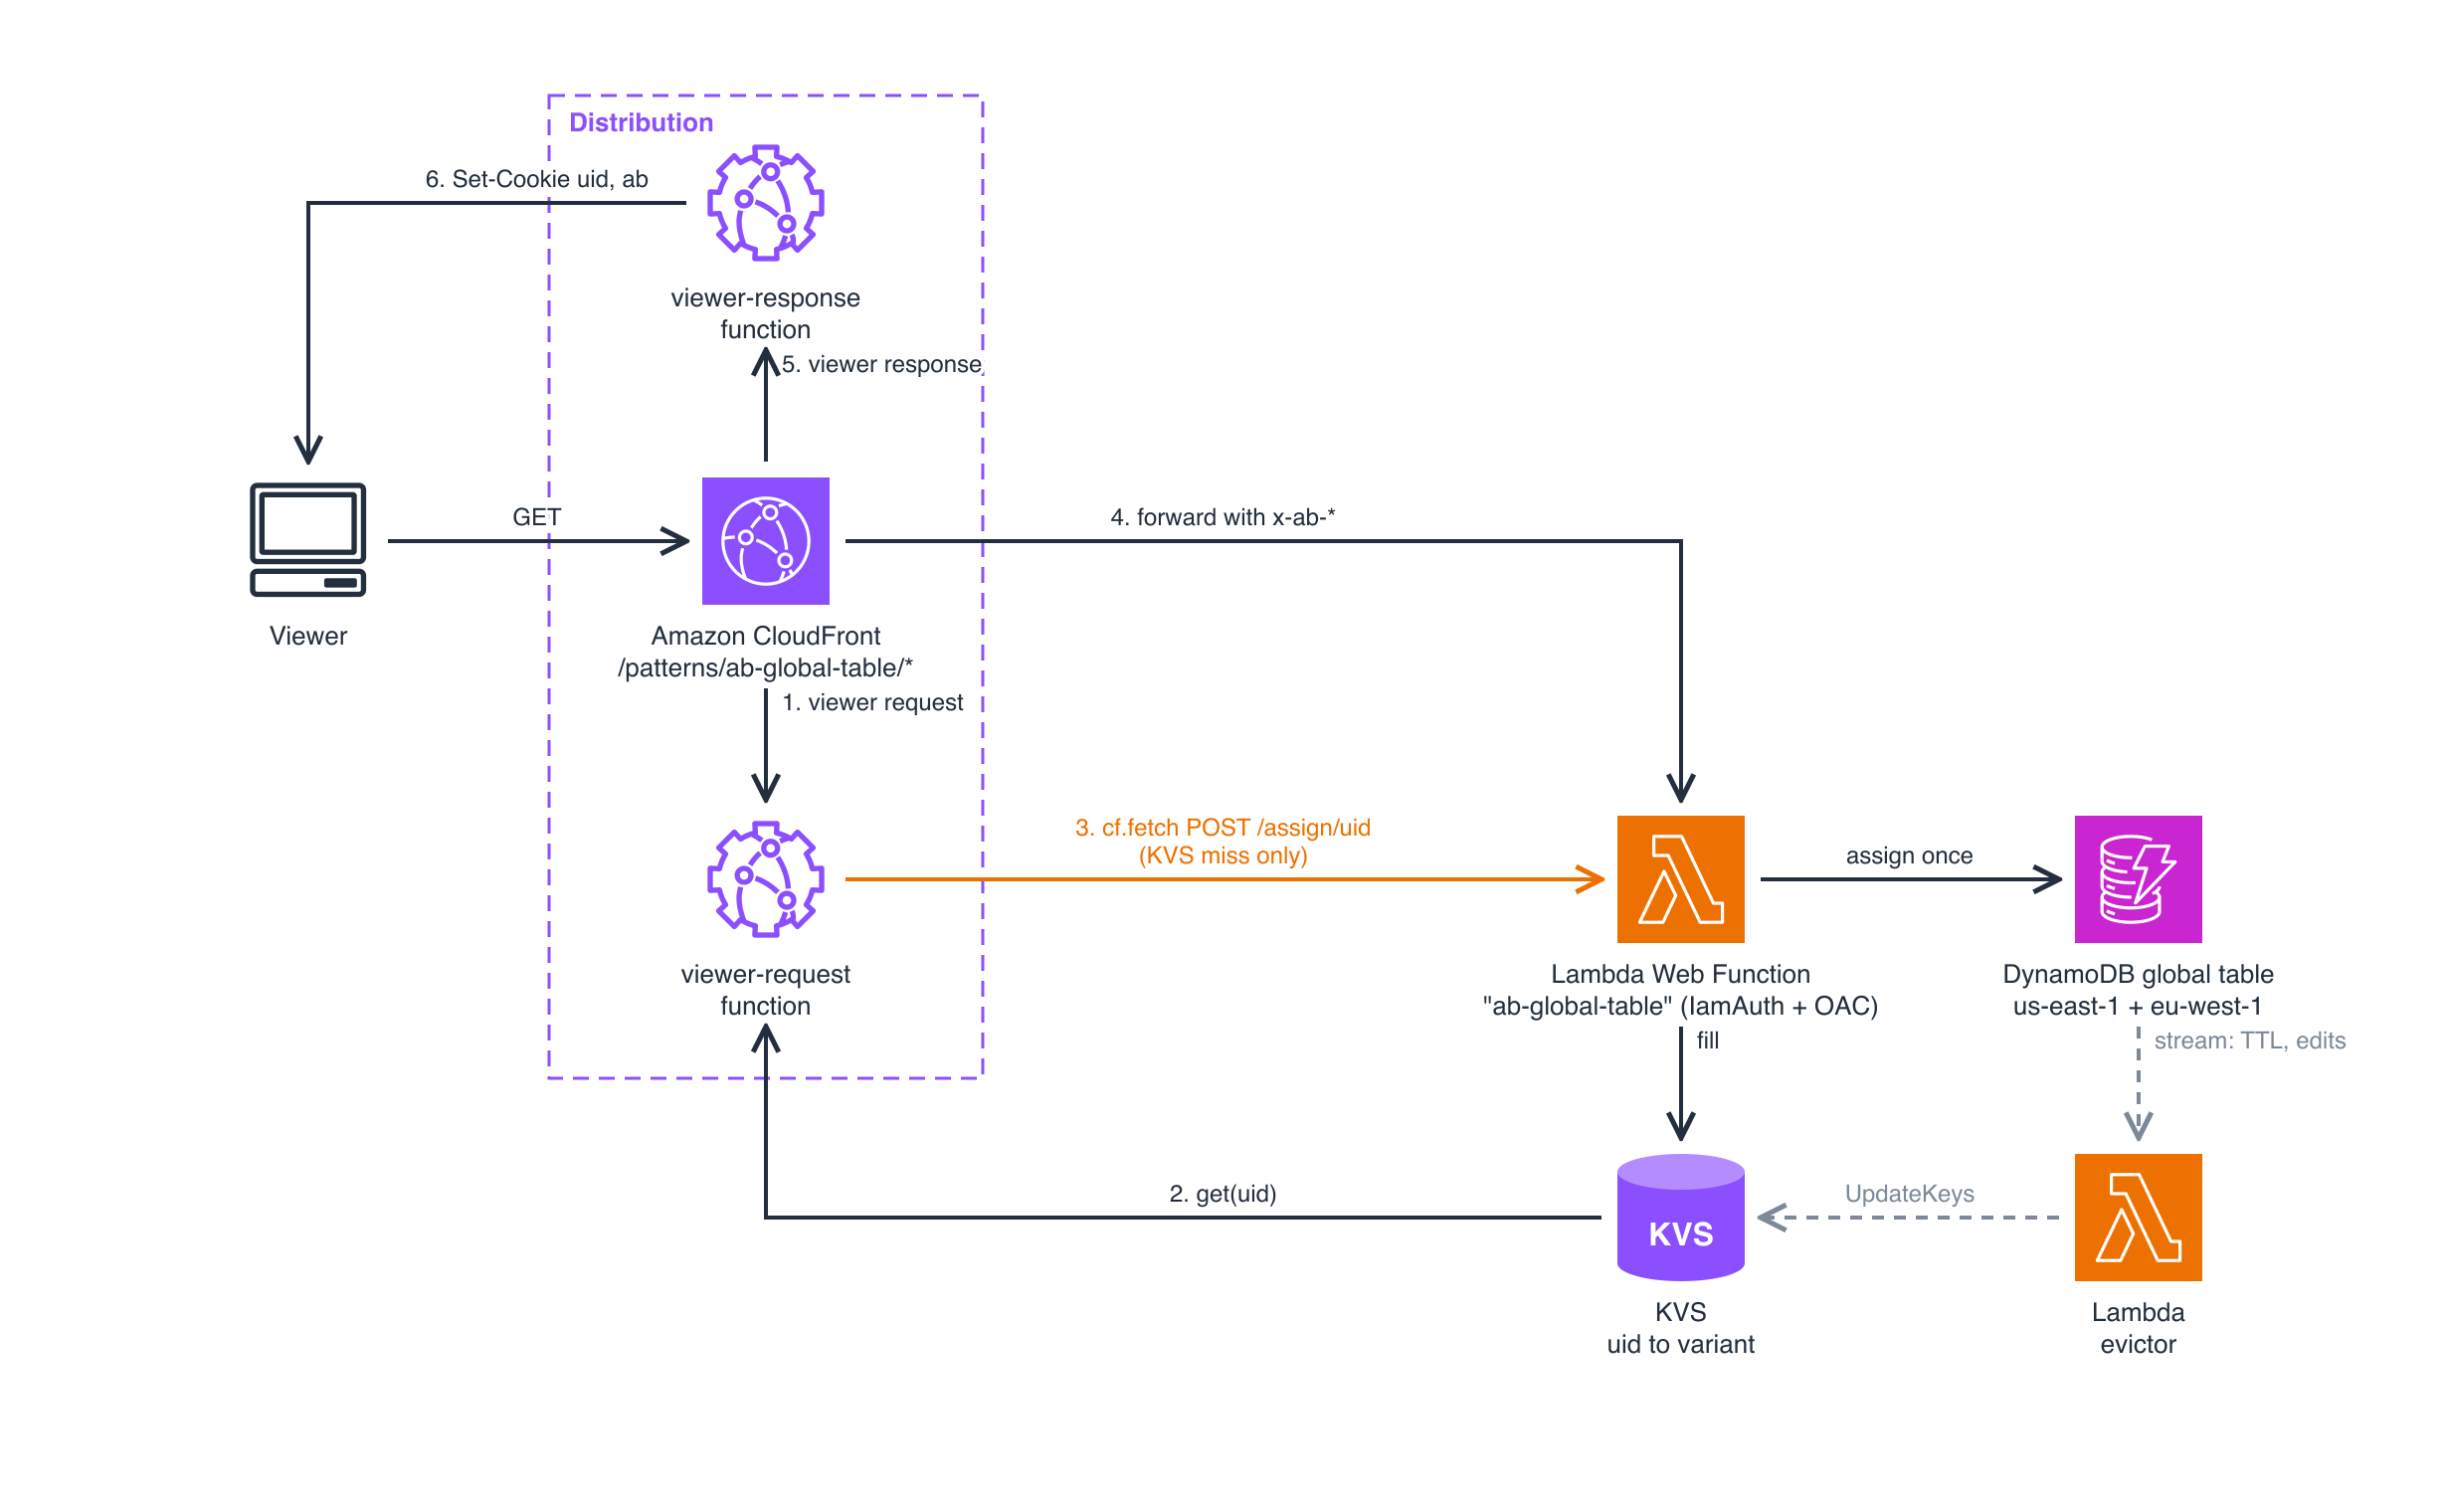 Distribution
6. Set-Cookie uid, ab
viewer-response
function
5. viewer response
GET
4. forward with x-ab-*
Viewer
Amazon CloudFront
/patterns/ab-global-table/*
1. viewer request
3. cf.fetch POST /assign/uid
(KVS miss only)
assign once
viewer-request
function
Lambda Web Function
"ab-global-table" (IamAuth + OAC)
DynamoDB global table
us-east-1 + eu-west-1
fill
stream: TTL, edits
2. get(uid)
KVS
UpdateKeys
KVS
uid to variant
Lambda
evictor